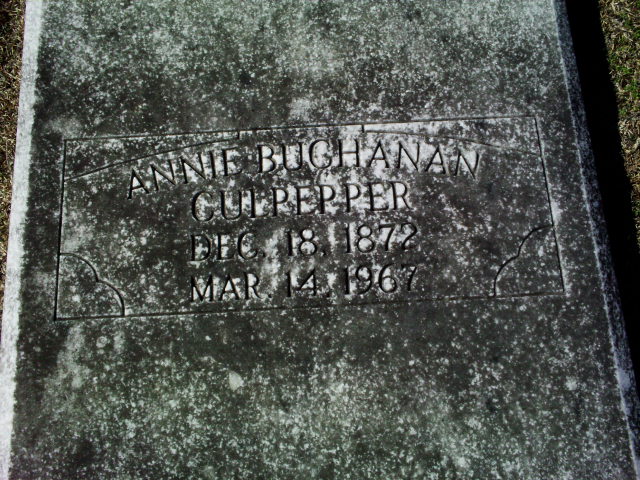 ANNIE BUCHANAN
CULPEPPER
DEC. 18, 1872
MAR. 14, 1967